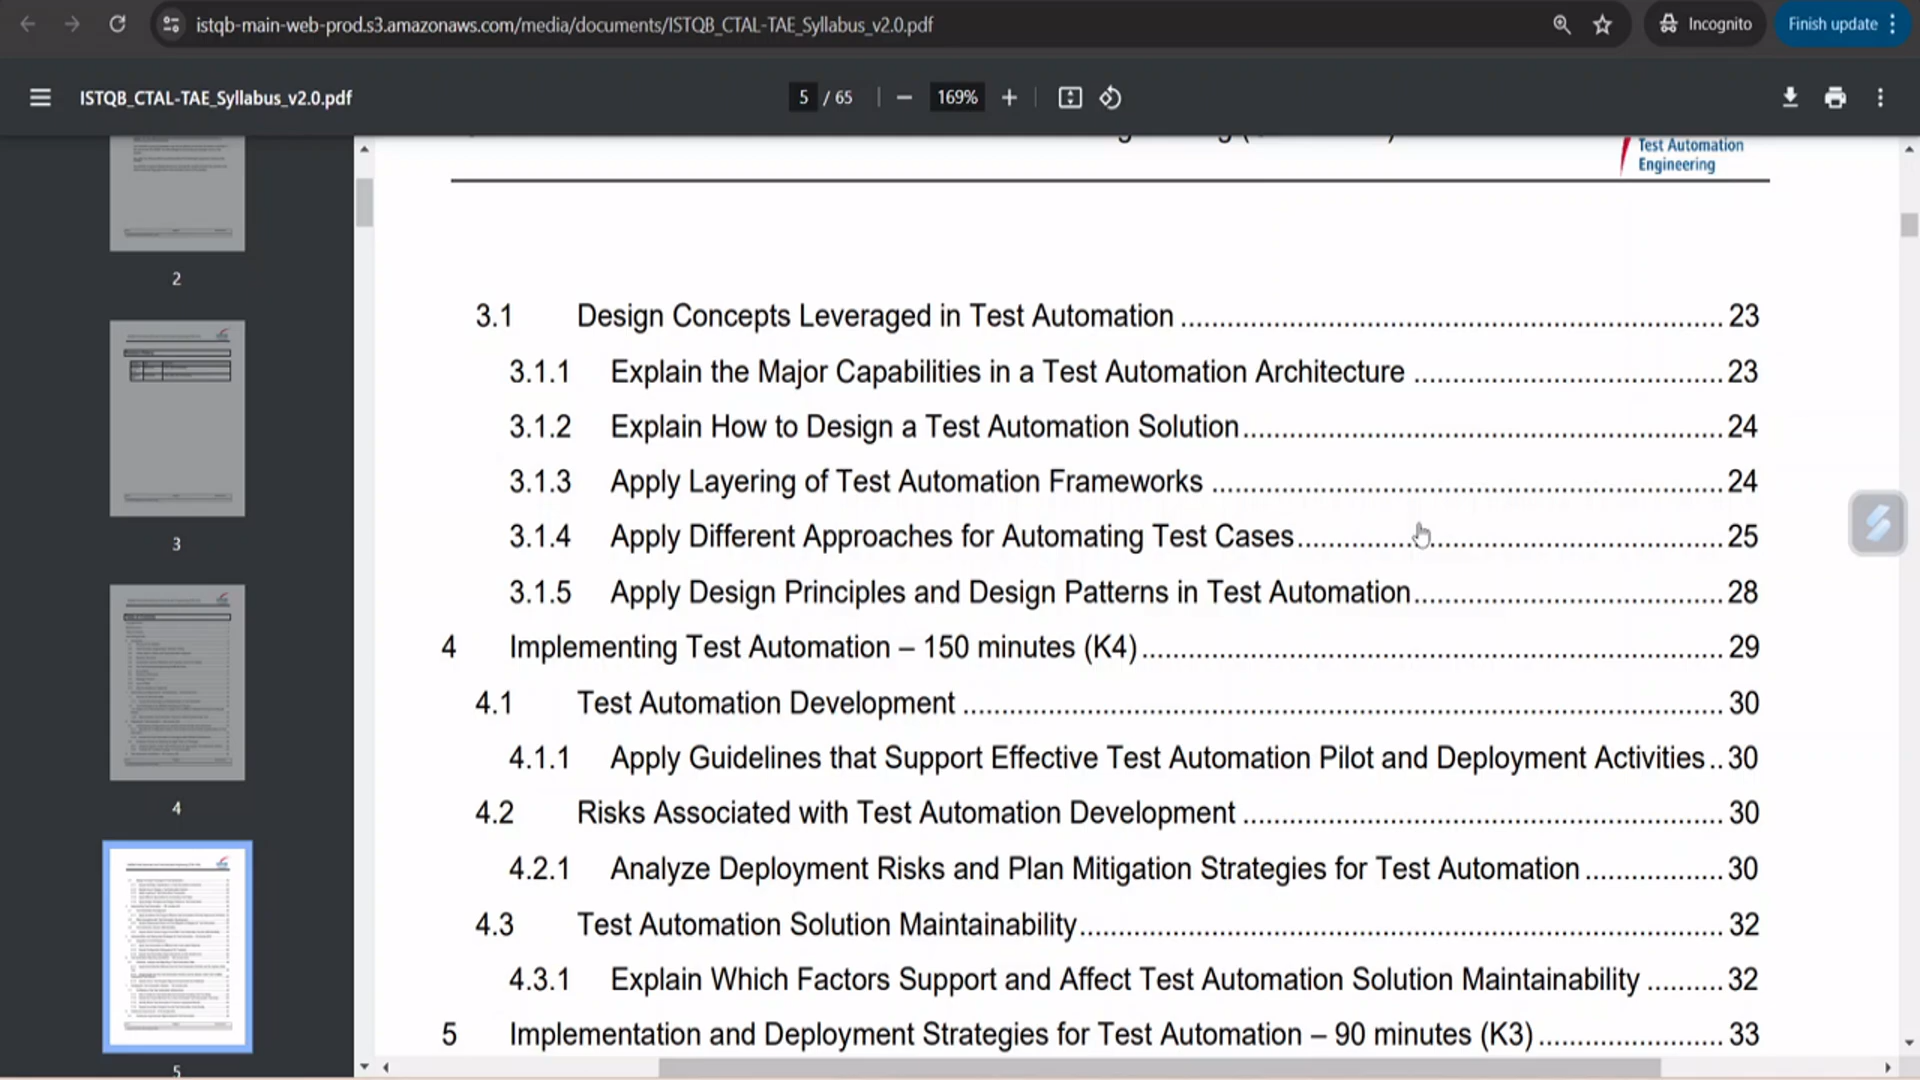 istqb-main-web-prod.s3.amazonaws.com/media/documents/ISTQB_CTAL-TAE_Syllabus_v2.0.pdf
Incognito
Finish update
ISTQB_CTAL-TAE_Syllabus_v2.0.pdf
5 / 65
169%
Test Automation
Engineering
3.1 Design Concepts Leveraged in Test Automation 23
3.1.1 Explain the Major Capabilities in a Test Automation Architecture 23
3.1.2 Explain How to Design a Test Automation Solution 24
3.1.3 Apply Layering of Test Automation Frameworks 24
3.1.4 Apply Different Approaches for Automating Test Cases 25
3.1.5 Apply Design Principles and Design Patterns in Test Automation 28
4 Implementing Test Automation – 150 minutes (K4) 29
4.1 Test Automation Development 30
4.1.1 Apply Guidelines that Support Effective Test Automation Pilot and Deployment Activities 30
4.2 Risks Associated with Test Automation Development 30
4.2.1 Analyze Deployment Risks and Plan Mitigation Strategies for Test Automation 30
4.3 Test Automation Solution Maintainability 32
4.3.1 Explain Which Factors Support and Affect Test Automation Solution Maintainability 32
5 Implementation and Deployment Strategies for Test Automation – 90 minutes (K3) 33
2
3
4
5